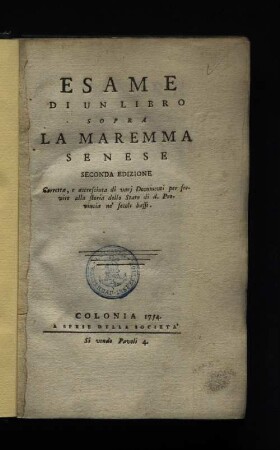 ESAME
DI UN LIBRO
SOPRA
LA MAREMMA
SENESE
SECONDA EDIZIONE
Corretta, e accresciuta di varj Documenti per ser-
vire alla storia dello Stato di d. Pro-
vincia ne' secoli bassi.
COLONIA 1774.
A SPESE DELLA SOCIETA'
Si vende Paoli 4.